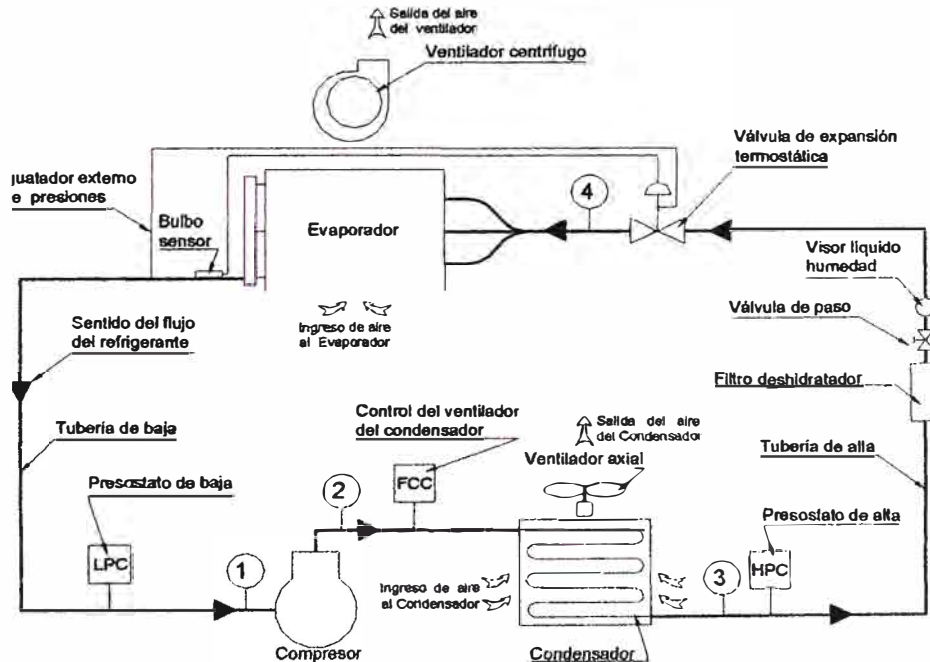 Salida del aire
del ventilador
Ventilador centrífugo
Válvula de expansión
termostática
guatador externo
e presiones
Bulbo
sensor
Evaporador
4
Visor líquido
humedad
Ingreso de aire
al Evaporador
Válvula de paso
Sentido del flujo
del refrigerante
Filtro deshidratador
Control del ventilador
del condensador
Salida del aire
del Condensador
Tubería de baja
Ventilador axial
Tubería de alta
Presostato de baja
2
FCC
Presostato de alta
LPC
1
Ingreso de aire
al Condensador
3
HPC
Compresor
Condensador